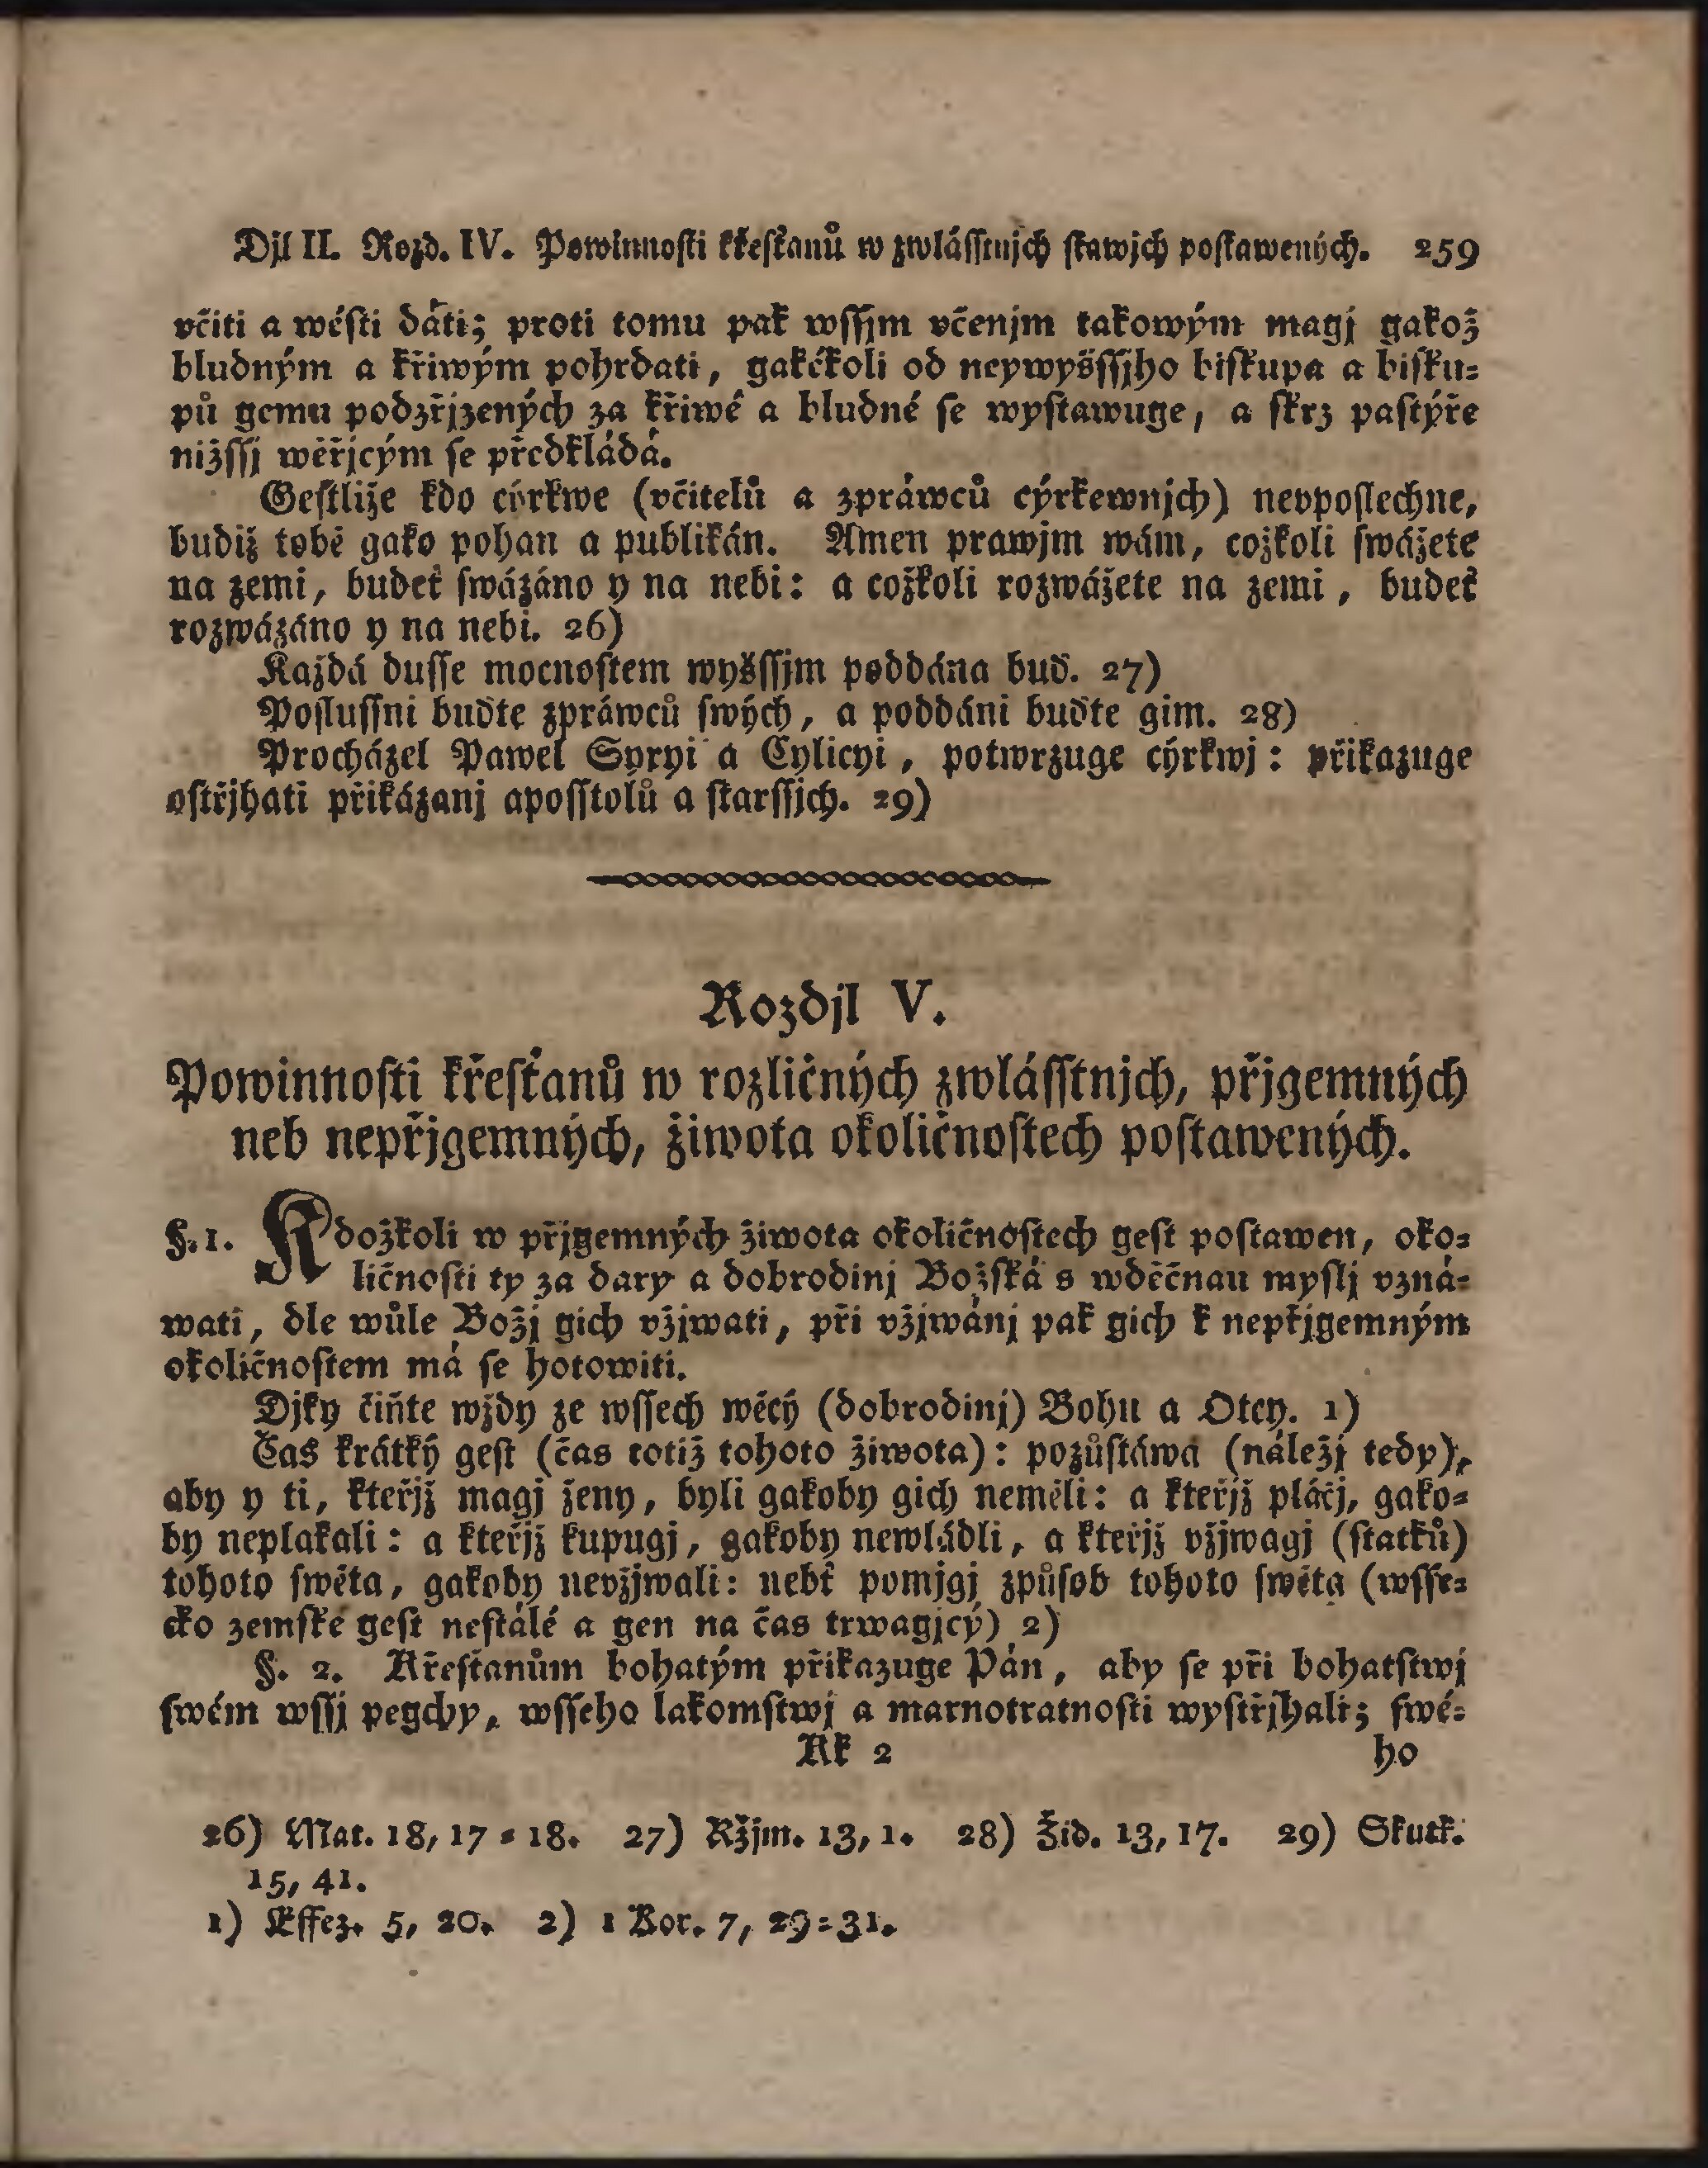 Djl II. Rozd. IV. Powinnosti křesťanů w zwlásstnjch stawjch postawených. 259
včiti a wésti dáti; proti tomu pak wssjm včenjm takowým magj gakož
bludným a křiwým pohrdati, gakékoli od neywyšssjho biskupa a bisku-
pů gemu podzřjzených za křiwé a bludné se wystawuge, a skrz pastýře
nižssj wěřjcým se předkládá.
Gestliže kdo cýrkwe (včitelů a zpráwců cýrkewnjch) nevposlechne,
budiž tobě gako pohan a publikán. Amen prawjm wám, cožkoli swážete
na zemi, budeť swázáno y na nebi: a cožkoli rozwážete na zemi, budeť
rozwázáno y na nebi. 26)
Každá dusse mocnostem wyšssjm poddána buď. 27)
Poslussni buďte zpráwců swých, a poddáni buďte gim. 28)
Procházel Pawel Syryi a Cylicyi, potwrzuge cýrkwj: přikazuge
ostřjhati přikázanj aposstolů a starssjch. 29)
Rozdjl V.
Powinnosti křesťanů w rozličných zwlásstnjch, přjgemných
neb nepřjgemných, žiwota okoličnostech postawených.
§. 1. Kdožkoli w přjgemných žiwota okoličnostech gest postawen, oko-
ličnosti ty za dary a dobrodinj Božská s wděčnau myslj vzná-
wati, dle wůle Božj gich vžjwati, při vžjwánj pak gich k nepřjgemným
okoličnostem má se hotowiti.
Djky čiňte wždy ze wssech wěcý (dobrodinj) Bohu a Otcy. 1)
Čas krátký gest (čas totiž tohoto žiwota): pozůstáwá (náležj tedy),
aby y ti, kteřjž magj ženy, byli gakoby gich neměli: a kteřjž pláčj, gako-
by neplakali: a kteřjž kupugj, gakoby newládli, a kteřjž vžjwagj (statků)
tohoto swěta, gakoby nevžjwali: nebť pomjgj způsob tohoto swěta (wsse-
cko zemské gest nestálé a gen na čas trwagjcý) 2)
§. 2. Křestanům bohatým přikazuge Pán, aby se při bohatstwj
swém wssj pegchy, wsseho lakomstwj a marnotratnosti wystřjhali; swé-
Kk 2 ho
26) Mat. 18, 17-18. 27) Ržjm. 13, 1. 28) Žid. 13, 17. 29) Skutk.
15, 41.
1) Effez. 5, 20. 2) 1 Kor. 7, 29-31.